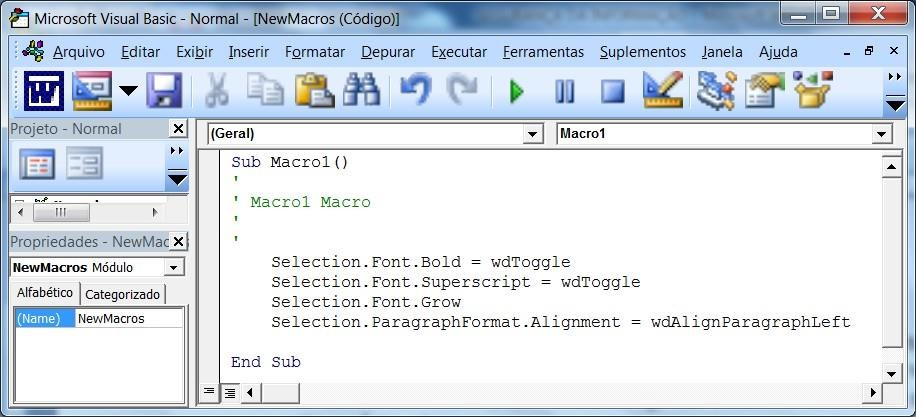 Microsoft Visual Basic - Normal - [NewMacros (Código)]
Arquivo Editar Exibir Inserir Formatar Depurar Executar Ferramentas Suplementos Janela Ajuda
Projeto - Normal
(Geral)
Macro1
Sub Macro1()
'
' Macro1 Macro
'
'
Selection.Font.Bold = wdToggle
Selection.Font.Superscript = wdToggle
Selection.Font.Grow
Selection.ParagraphFormat.Alignment = wdAlignParagraphLeft
End Sub
Propriedades - NewMacros
NewMacros Módulo
Alfabético Categorizado
(Name) NewMacros